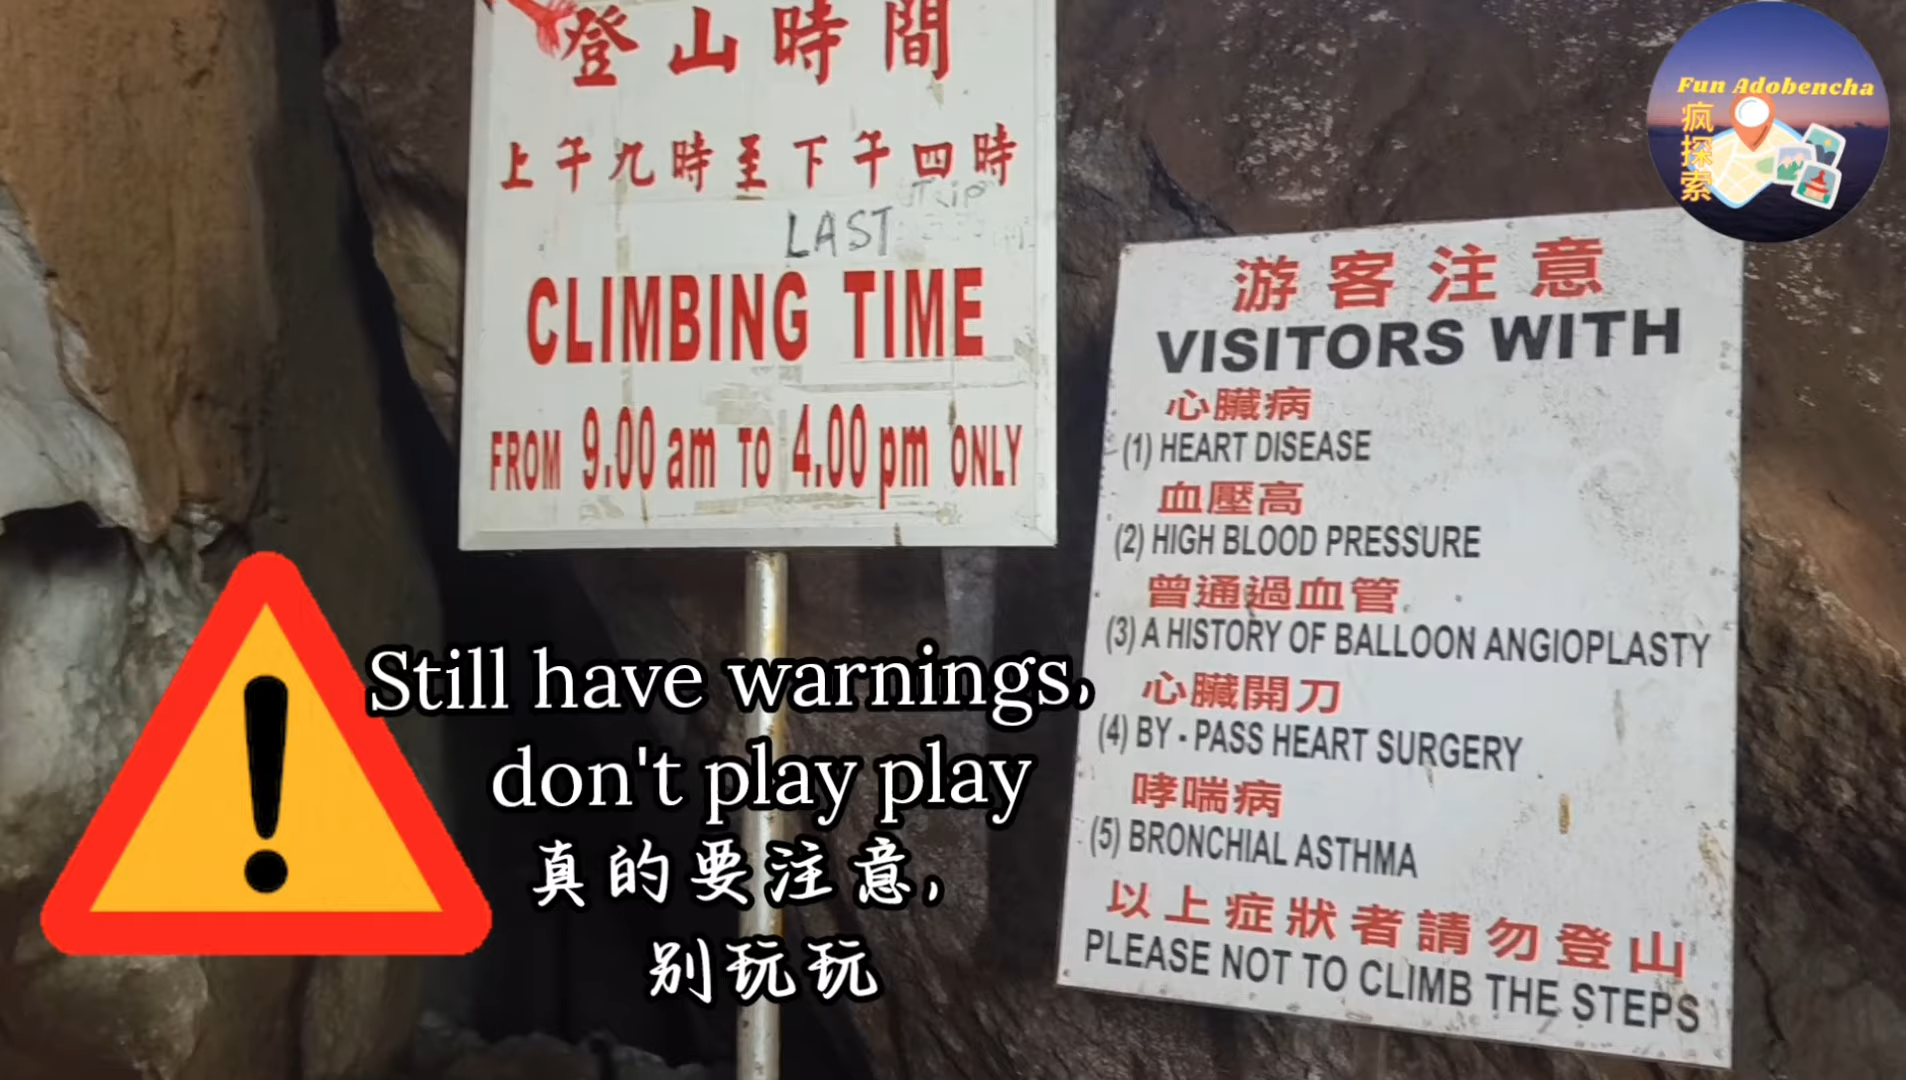 登山時間
上午九時至下午四時
Trip
LAST
CLIMBING TIME
FROM 9.00 am TO 4.00 pm ONLY
游客注意
VISITORS WITH
心臟病
(1) HEART DISEASE
血壓高
(2) HIGH BLOOD PRESSURE
曾通過血管
(3) A HISTORY OF BALLOON ANGIOPLASTY
心臟開刀
(4) BY - PASS HEART SURGERY
哮喘病
(5) BRONCHIAL ASTHMA
以上症狀者請勿登山
PLEASE NOT TO CLIMB THE STEPS
Still have warnings,
don't play play
真的要注意,
别玩玩
Fun Adobencha
疯探索